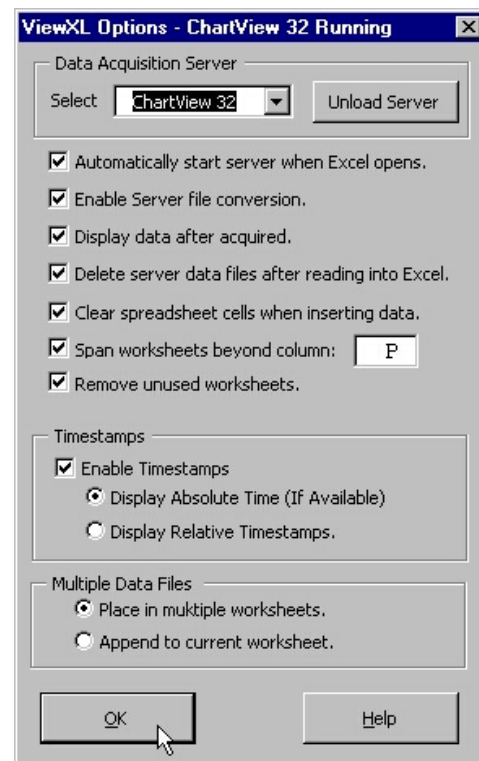 ViewXL Options - ChartView 32 Running
Data Acquisition Server
Select ChartView 32 Unload Server
Automatically start server when Excel opens.
Enable Server file conversion.
Display data after acquired.
Delete server data files after reading into Excel.
Clear spreadsheet cells when inserting data.
Span worksheets beyond column: P
Remove unused worksheets.
Timestamps
Enable Timestamps
Display Absolute Time (If Available)
Display Relative Timestamps.
Multiple Data Files
Place in muktiple worksheets.
Append to current worksheet.
OK Help